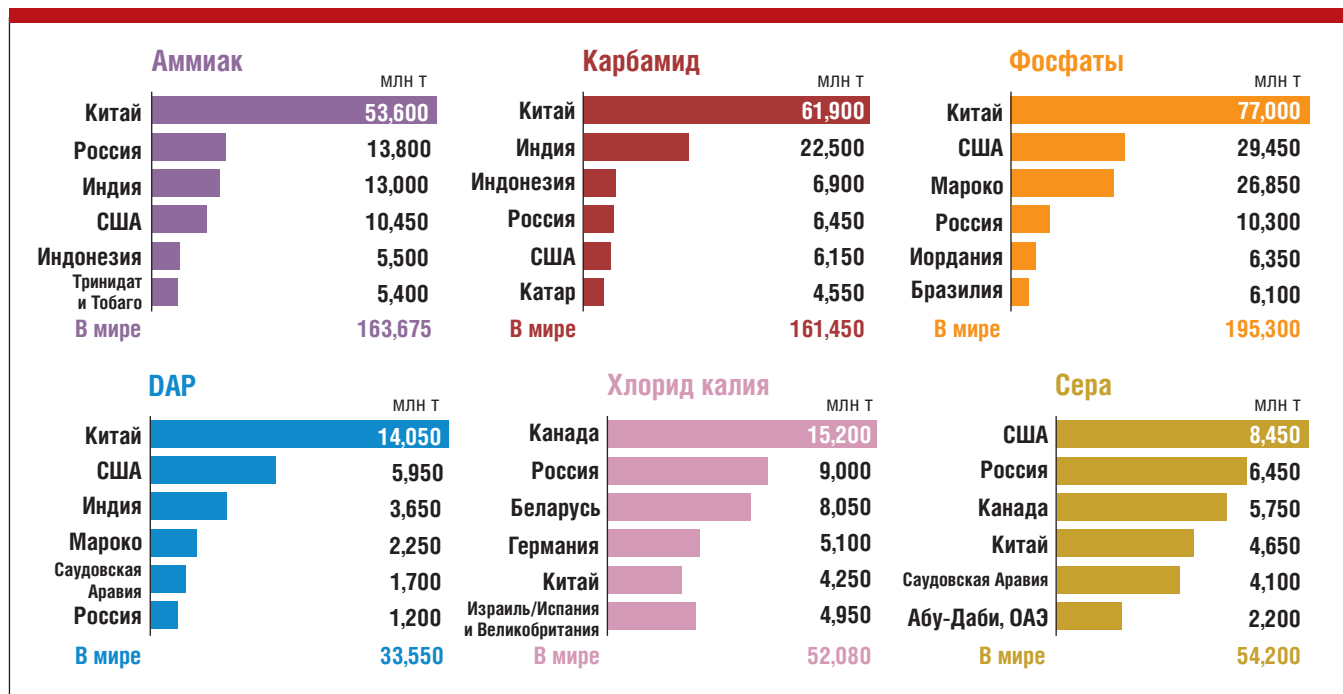 Аммиак
млн т
Китай 53,600
Россия 13,800
Индия 13,000
США 10,450
Индонезия 5,500
Тринидат
и Тобаго 5,400
В мире 163,675
Карбамид
млн т
Китай 61,900
Индия 22,500
Индонезия 6,900
Россия 6,450
США 6,150
Катар 4,550
В мире 161,450
Фосфаты
млн т
Китай 77,000
США 29,450
Мароко 26,850
Россия 10,300
Иордания 6,350
Бразилия 6,100
В мире 195,300
DAP
млн т
Китай 14,050
США 5,950
Индия 3,650
Мароко 2,250
Саудовская
Аравия 1,700
Россия 1,200
В мире 33,550
Хлорид калия
млн т
Канада 15,200
Россия 9,000
Беларусь 8,050
Германия 5,100
Китай 4,250
Израиль/Испания
и Великобритания 4,950
В мире 52,080
Сера
млн т
США 8,450
Россия 6,450
Канада 5,750
Китай 4,650
Саудовская Аравия 4,100
Абу-Даби, ОАЭ 2,200
В мире 54,200